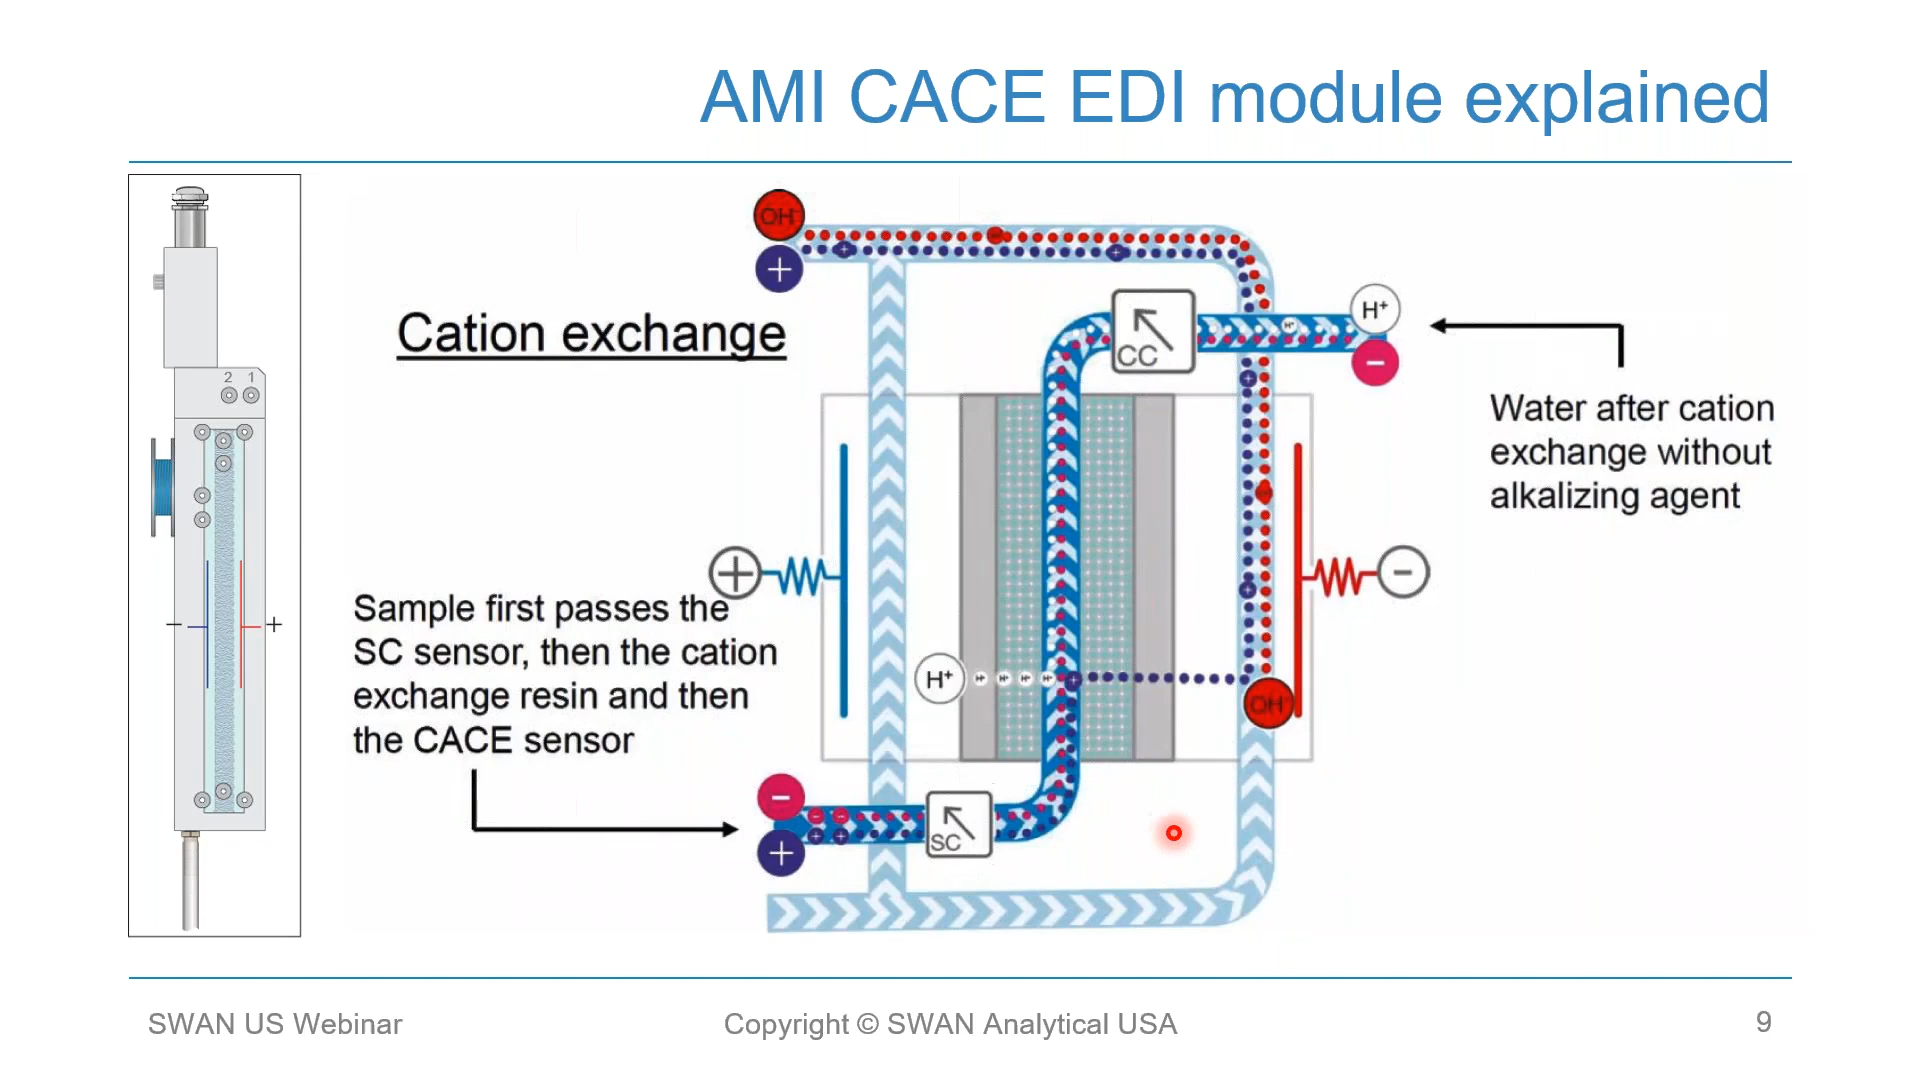 AMI CACE EDI module explained
2 1
− +
OH⁻
+
Cation exchange
CC
H⁺
H⁺
−
Water after cation
exchange without
alkalizing agent
+
−
Sample first passes the
SC sensor, then the cation
exchange resin and then
the CACE sensor
H⁺ H⁺ H⁺ H⁺ H⁺
OH⁻
−
+
SC
SWAN US Webinar
Copyright © SWAN Analytical USA
9